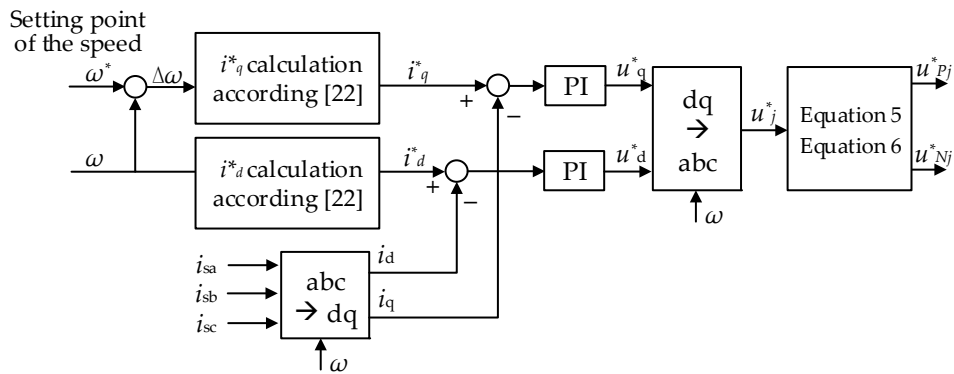 Setting point
of the speed
ω*
Δω
i*q calculation
according [22]
i*q
+
−
PI
u*q
dq
→
abc
u*j
Equation 5
Equation 6
u*Pj
u*Nj
ω
i*d calculation
according [22]
i*d
+
−
PI
u*d
ω
isa
isb
isc
abc
→ dq
id
iq
ω